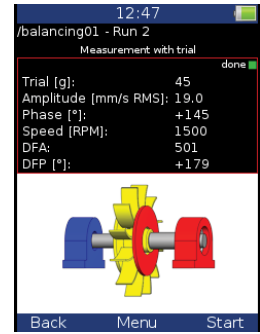 12:47
/balancing01 - Run 2
Measurement with trial
done
Trial [g]: 45
Amplitude [mm/s RMS]: 19.0
Phase [°]: +145
Speed [RPM]: 1500
DFA: 501
DFP [°]: +179
Back Menu Start